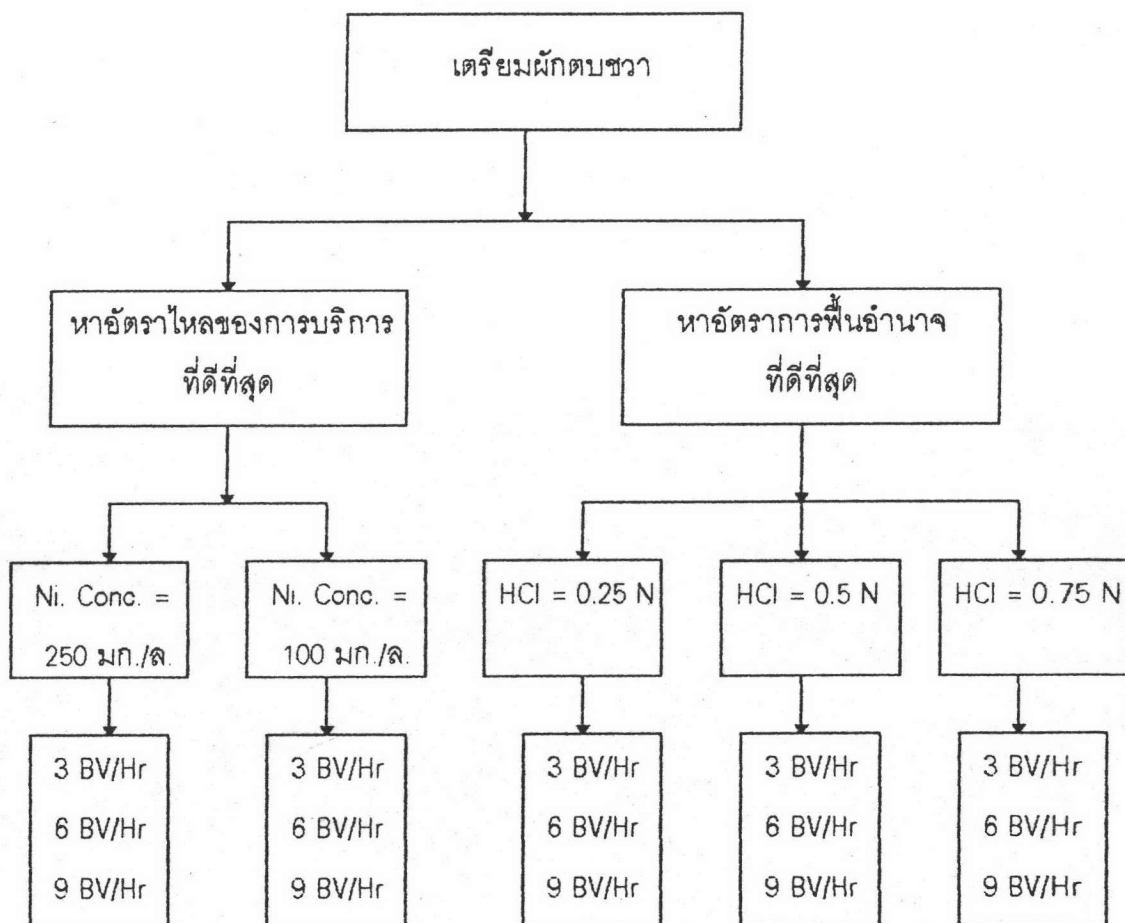 เตรียมผักตบชวา
หาอัตราไหลของการบริการ
ที่ดีที่สุด
หาอัตราการฟื้นอำนาจ
ที่ดีที่สุด
Ni. Conc. =
250 มก./ล.
Ni. Conc. =
100 มก./ล.
HCl = 0.25 N
HCl = 0.5 N
HCl = 0.75 N
3 BV/Hr
6 BV/Hr
9 BV/Hr
3 BV/Hr
6 BV/Hr
9 BV/Hr
3 BV/Hr
6 BV/Hr
9 BV/Hr
3 BV/Hr
6 BV/Hr
9 BV/Hr
3 BV/Hr
6 BV/Hr
9 BV/Hr